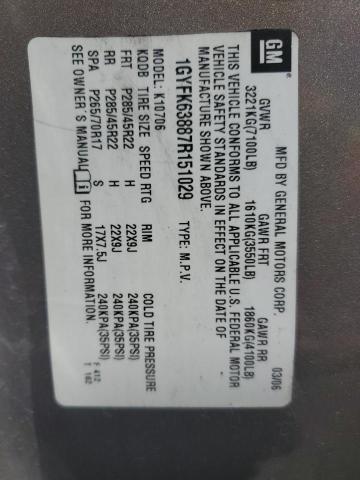 GM
MFD BY GENERAL MOTORS CORP. 03/06
GVWR GAWR FRT GAWR RR
3221KG(7100LB) 1610KG(3550LB) 1860KG(4100LB)
THIS VEHICLE CONFORMS TO ALL APPLICABLE U.S. FEDERAL MOTOR
VEHICLE SAFETY STANDARDS IN EFFECT ON THE DATE OF
MANUFACTURE SHOWN ABOVE.
1GYFK63887R151029 TYPE: M.P.V.
MODEL: K10706
KQDB TIRE SIZE SPEED RTG RIM COLD TIRE PRESSURE
FRT P285/45R22 H 22X9J 240KPA(35PSI)
RR P285/45R22 H 22X9J 240KPA(35PSI)
SPA P265/70R17 S 17X7.5J 240KPA(35PSI)
SEE OWNER'S MANUAL FOR MORE INFORMATION
F 412
T 162